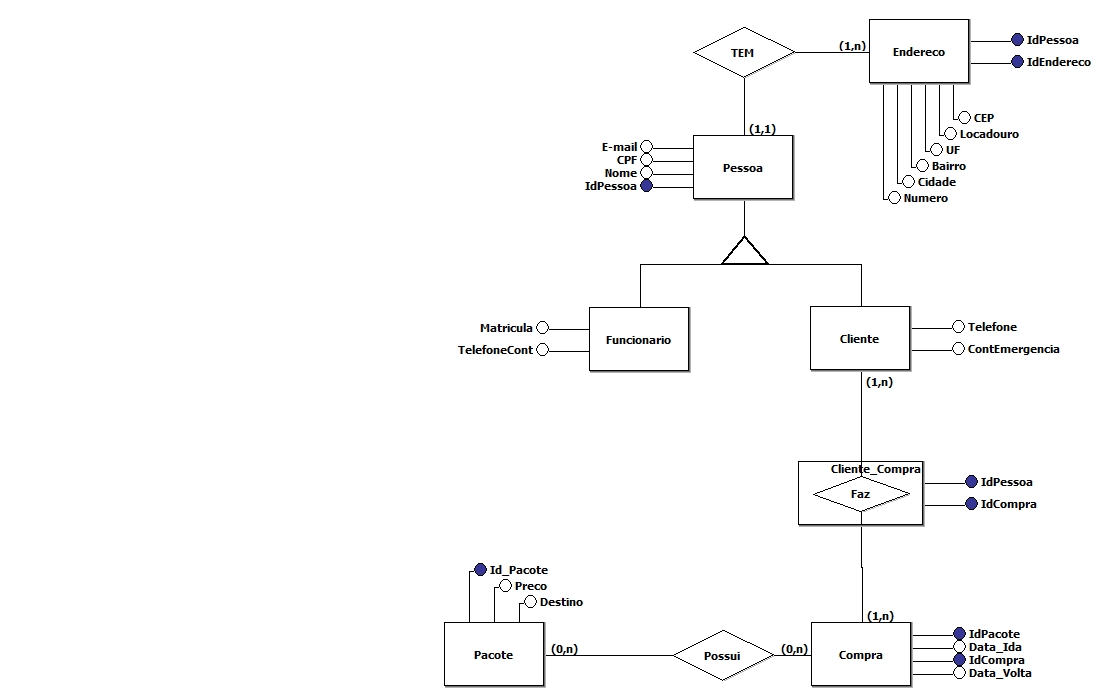 TEM
(1,n)
Endereco
IdPessoa
IdEndereco
CEP
Locadouro
UF
Bairro
Cidade
Numero
(1,1)
E-mail
CPF
Nome
IdPessoa
Pessoa
Matricula
TelefoneCont
Funcionario
Cliente
Telefone
ContEmergencia
(1,n)
Cliente_Compra
Faz
IdPessoa
IdCompra
Id_Pacote
Preco
Destino
Pacote
(0,n)
Possui
(0,n)
(1,n)
Compra
IdPacote
Data_Ida
IdCompra
Data_Volta